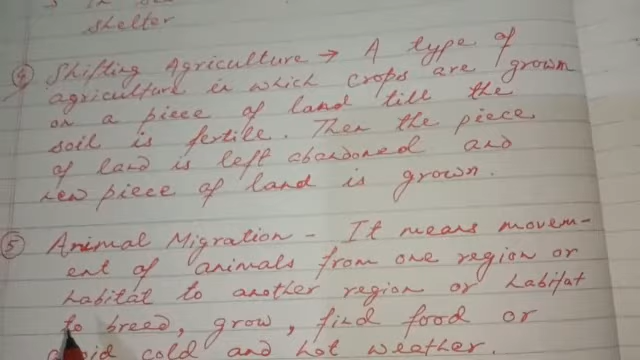 shelter
④ Shifting Agriculture → A type of
agriculture in which crops are grown
on a piece of land till the
soil is fertile. Then the piece
of land is left abandoned and
new piece of land is grown.
⑤ Animal Migration - It means movem-
ent of animals from one region or
habitat to another region or habitat
to breed, grow, find food or
avoid cold and hot weather.